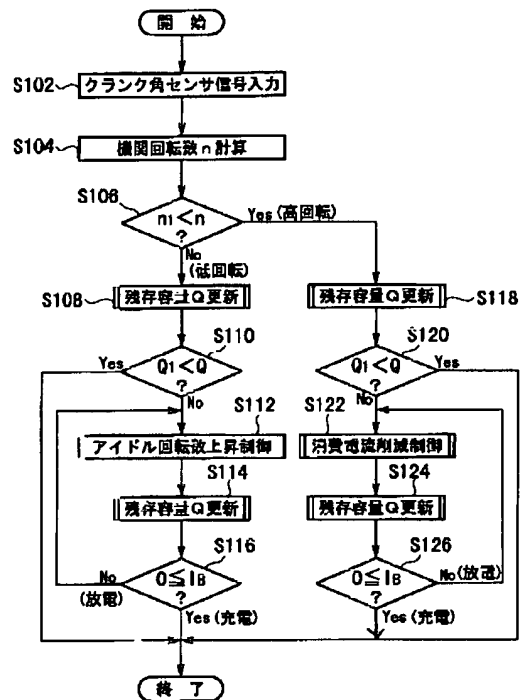 開始
S102
クランク角センサ信号入力
S104
機関回転数n計算
S106
n1<n
?
Yes(高回転)
No
(低回転)
S108
残存容量Q更新
残存容量Q更新
S118
S110
S120
Yes
Q1<Q
?
Q1<Q
?
Yes
No
No
S112
S122
アイドル回転数上昇制御
消費電流削減制御
S114
S124
残存容量Q更新
残存容量Q更新
S116
S126
No
(放電)
0≦IB
?
0≦IB
?
No(放電)
Yes(充電)
Yes(充電)
終了